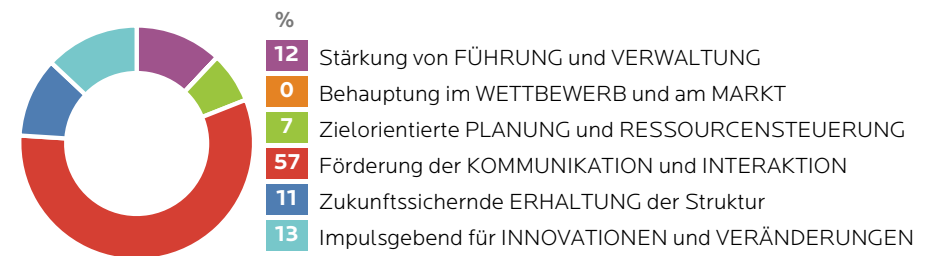 %
12 Stärkung von FÜHRUNG und VERWALTUNG
0 Behauptung im WETTBEWERB und am MARKT
7 Zielorientierte PLANUNG und RESSOURCENSTEUERUNG
57 Förderung der KOMMUNIKATION und INTERAKTION
11 Zukunftssichernde ERHALTUNG der Struktur
13 Impulsgebend für INNOVATIONEN und VERÄNDERUNGEN